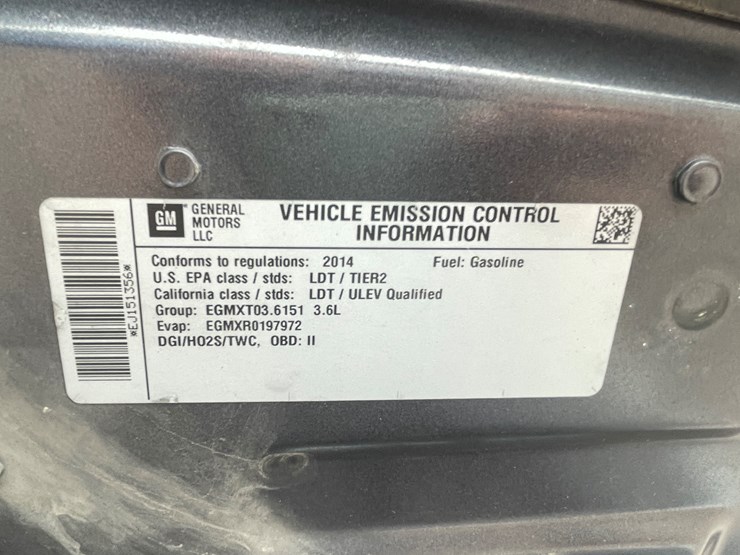 *EJ151356*
GM GENERAL
MOTORS
LLC
VEHICLE EMISSION CONTROL
INFORMATION
Conforms to regulations: 2014 Fuel: Gasoline
U.S. EPA class / stds: LDT / TIER2
California class / stds: LDT / ULEV Qualified
Group: EGMXT03.6151 3.6L
Evap: EGMXR0197972
DGI/HO2S/TWC, OBD: II